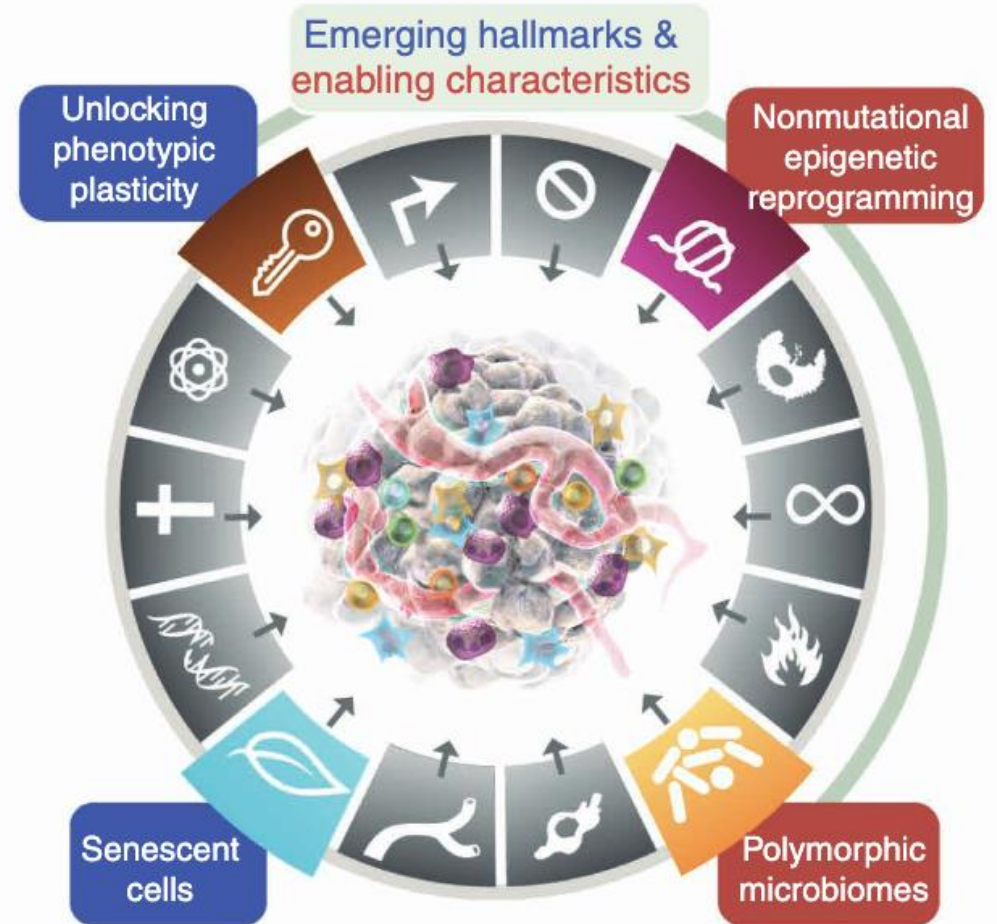 Emerging hallmarks &
enabling characteristics
Unlocking
phenotypic
plasticity
Nonmutational
epigenetic
reprogramming
Senescent
cells
Polymorphic
microbiomes